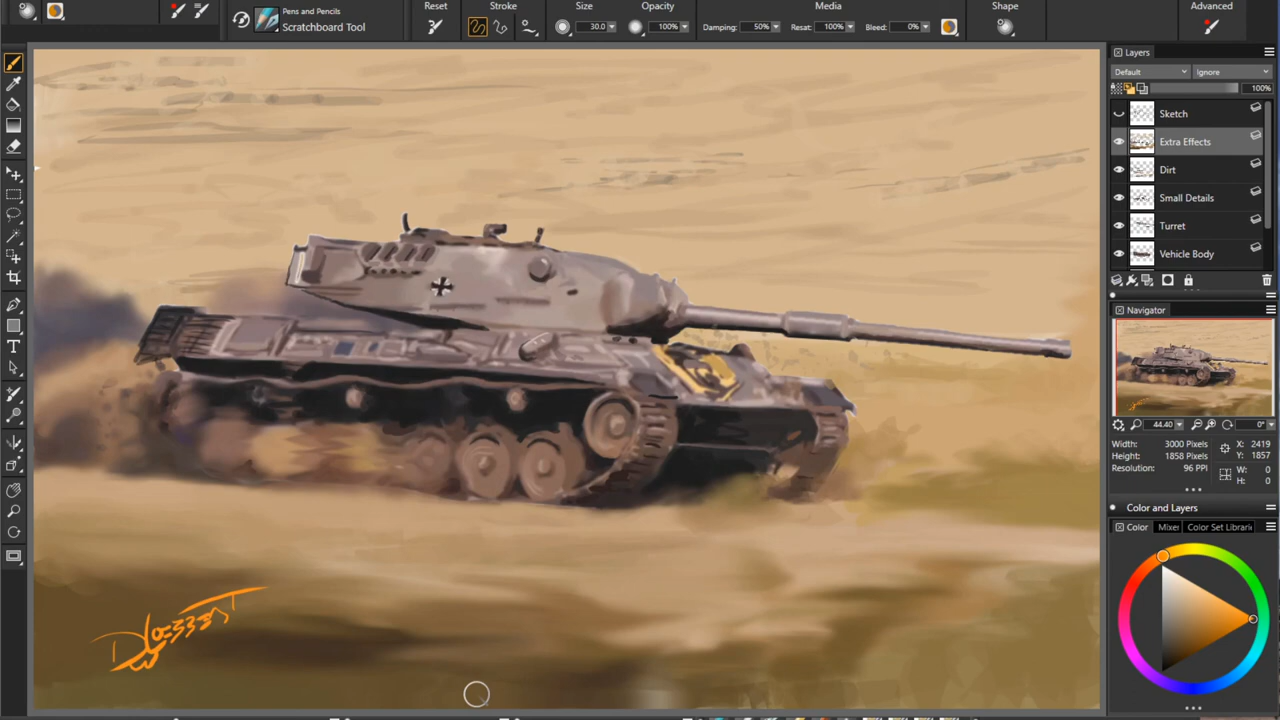 Pens and Pencils
Scratchboard Tool
Reset
Stroke
Size
30.0
Opacity
100%
Media
Damping: 50%
Resat: 100%
Bleed: 0%
Shape
Advanced
Layers
Default
Ignore
100%
Sketch
Extra Effects
Dirt
Small Details
Turret
Vehicle Body
Navigator
44.40
0°
Width: 3000 Pixels
Height: 1858 Pixels
Resolution: 96 PPI
X: 2419
Y: 1857
W: 0
H: 0
Color and Layers
Color
Mixer
Color Set Librari